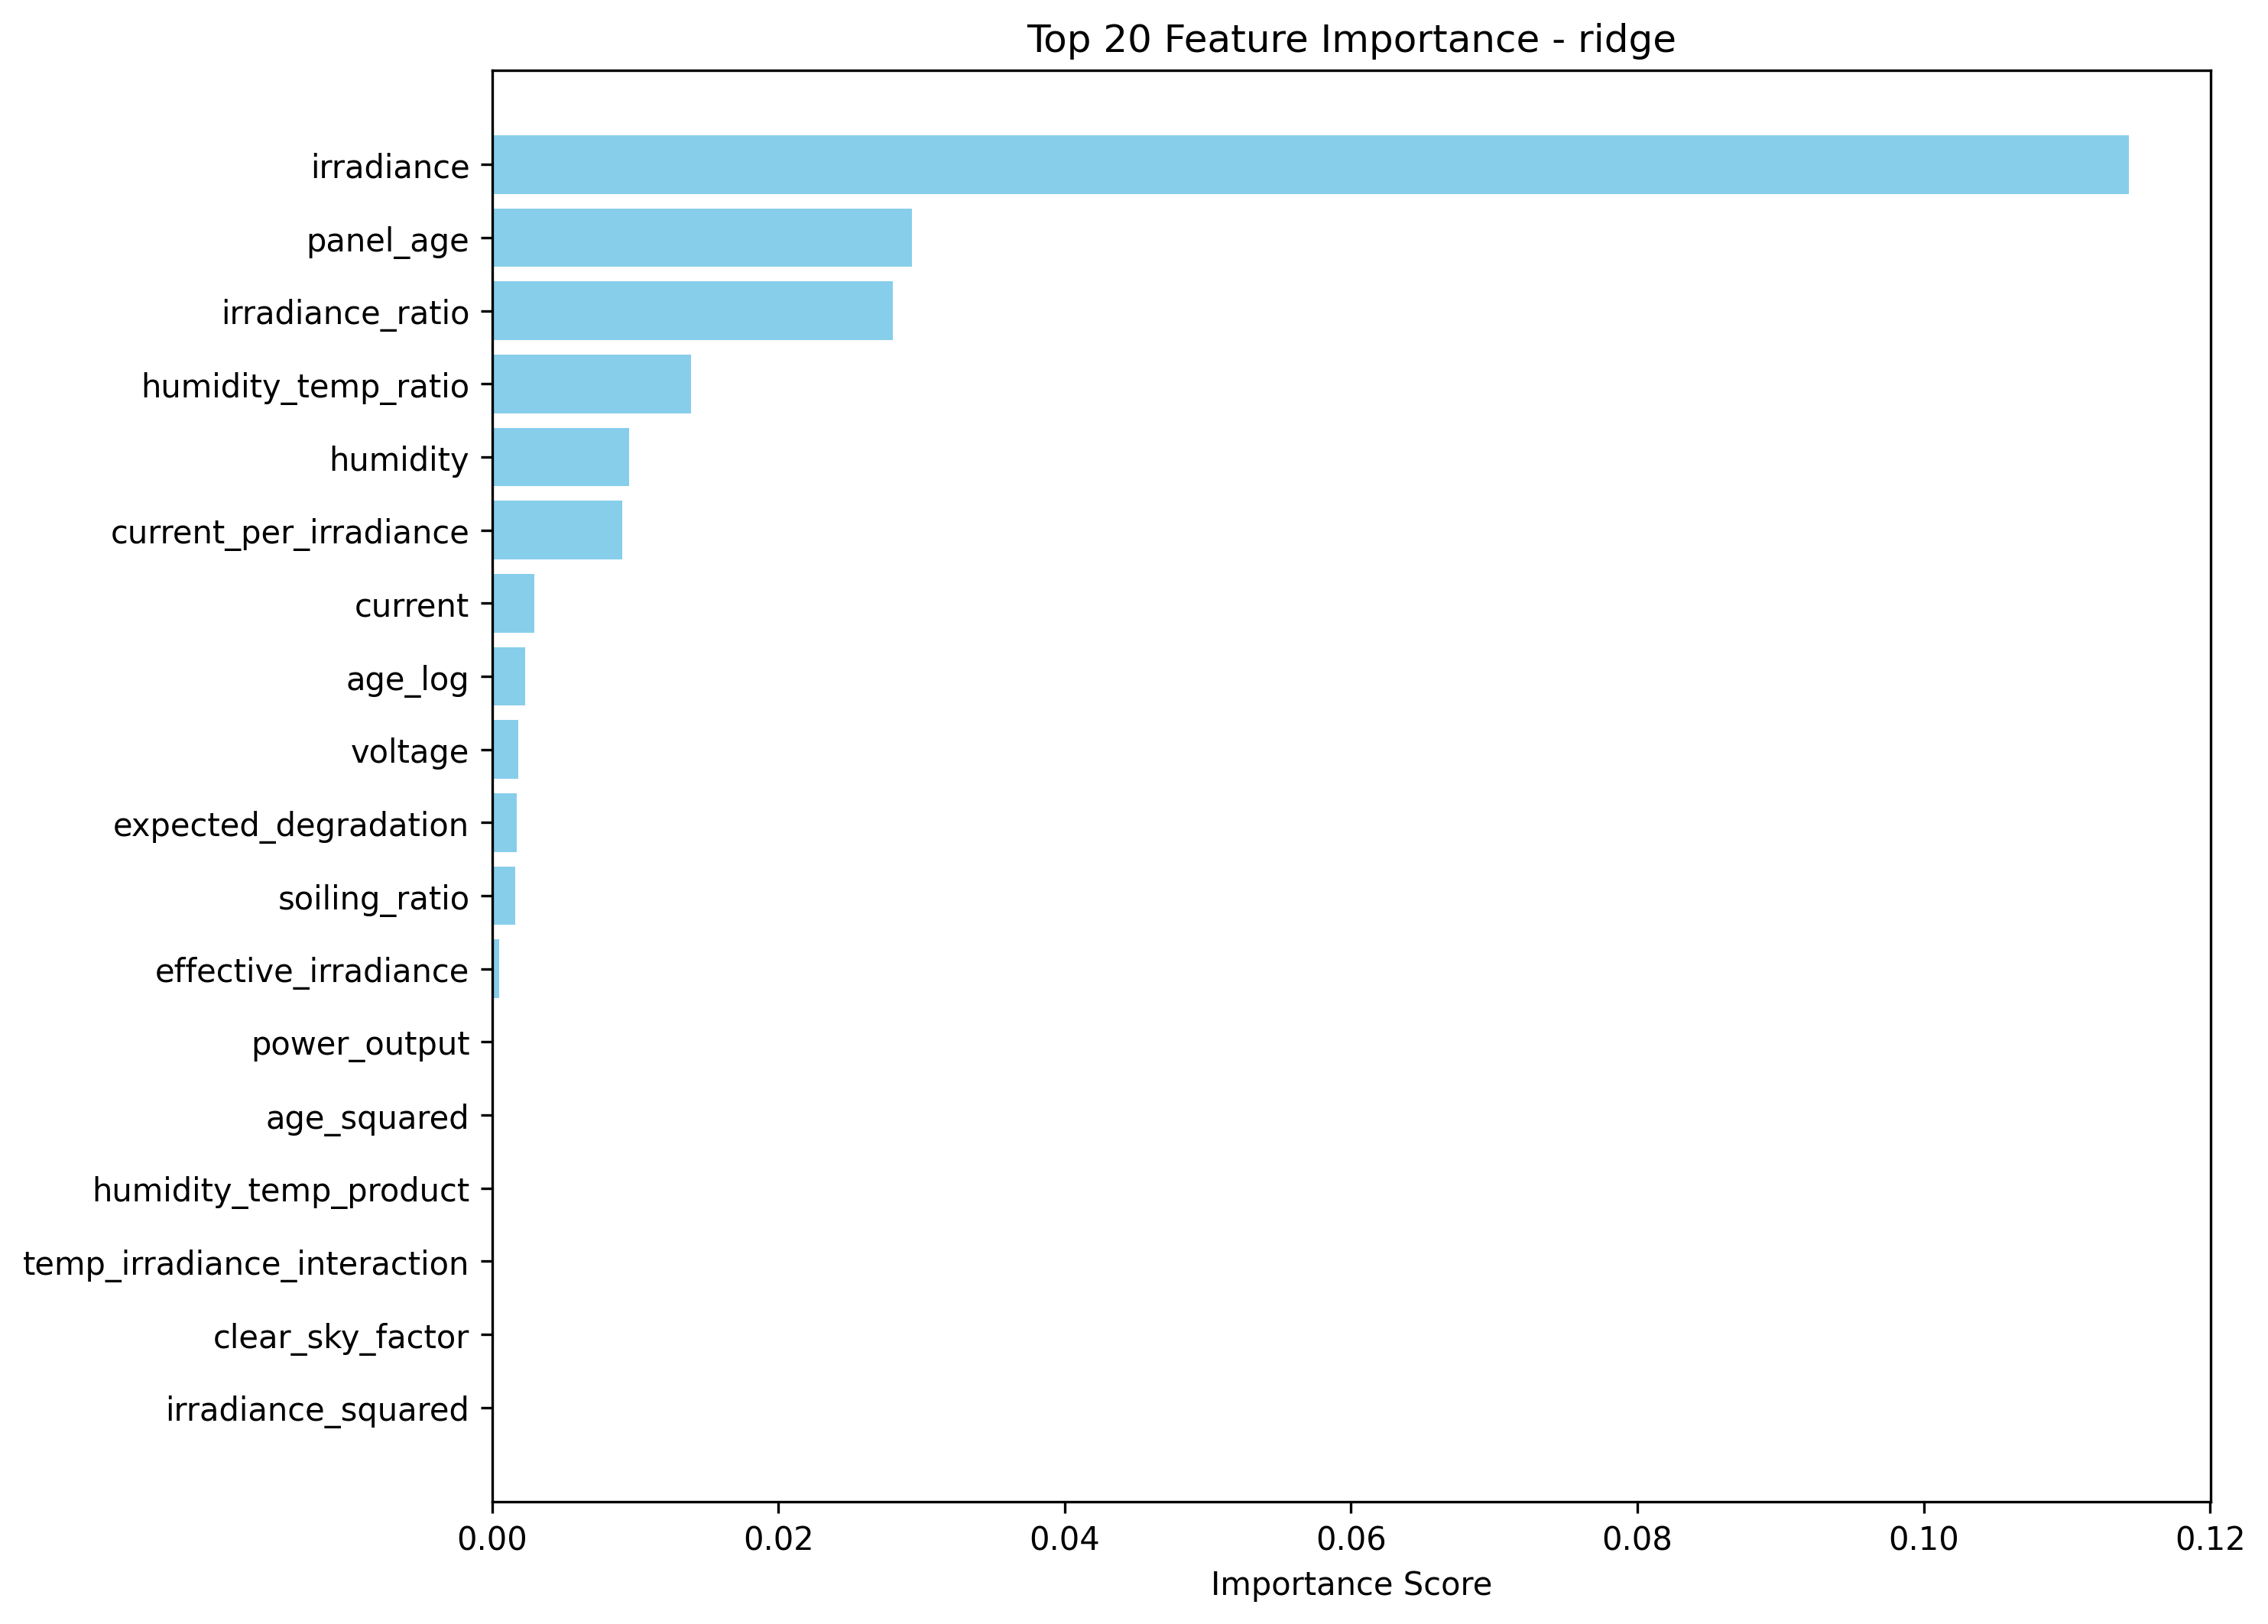 Top 20 Feature Importance - ridge
irradiance
panel_age
irradiance_ratio
humidity_temp_ratio
humidity
current_per_irradiance
current
age_log
voltage
expected_degradation
soiling_ratio
effective_irradiance
power_output
age_squared
humidity_temp_product
temp_irradiance_interaction
clear_sky_factor
irradiance_squared
0.00 0.02 0.04 0.06 0.08 0.10 0.12
Importance Score